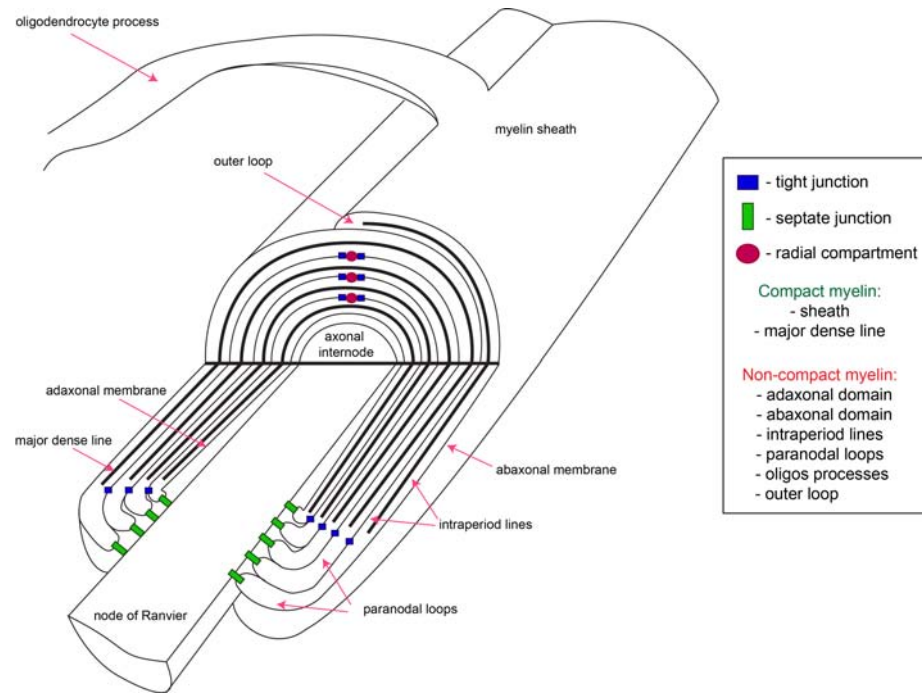 oligodendrocyte process
myelin sheath
outer loop
axonal
internode
adaxonal membrane
major dense line
abaxonal membrane
intraperiod lines
paranodal loops
node of Ranvier
- tight junction
- septate junction
- radial compartment
Compact myelin:
- sheath
- major dense line
Non-compact myelin:
- adaxonal domain
- abaxonal domain
- intraperiod lines
- paranodal loops
- oligos processes
- outer loop